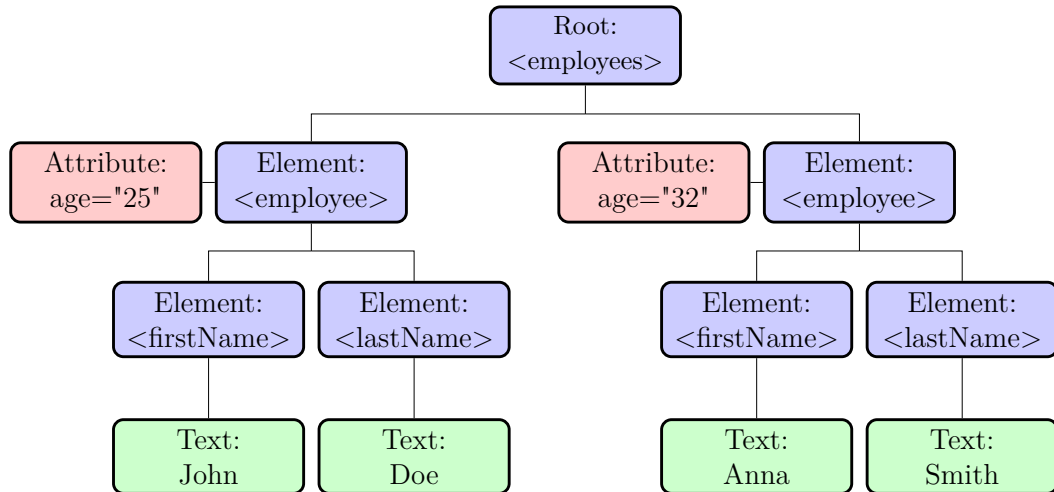 Root:
<employees>
Attribute:
age="25"
Element:
<employee>
Attribute:
age="32"
Element:
<employee>
Element:
<firstName>
Element:
<lastName>
Element:
<firstName>
Element:
<lastName>
Text:
John
Text:
Doe
Text:
Anna
Text:
Smith